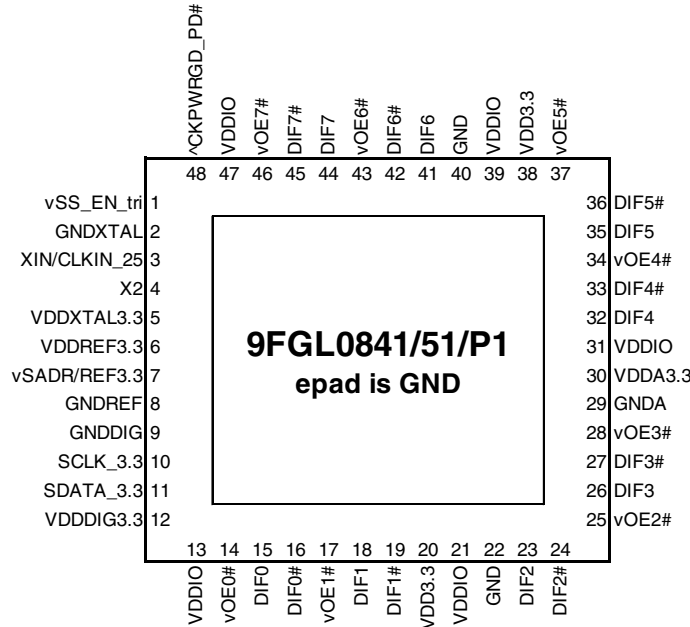 ^CKPWRGD_PD#
VDDIO
vOE7#
DIF7#
DIF7
vOE6#
DIF6#
DIF6
GND
VDDIO
VDD3.3
vOE5#
48 47 46 45 44 43 42 41 40 39 38 37
vSS_EN_tri 1
GNDXTAL 2
XIN/CLKIN_25 3
X2 4
VDDXTAL3.3 5
VDDREF3.3 6
vSADR/REF3.3 7
GNDREF 8
GNDDIG 9
SCLK_3.3 10
SDATA_3.3 11
VDDDIG3.3 12
9FGL0841/51/P1
epad is GND
36 DIF5#
35 DIF5
34 vOE4#
33 DIF4#
32 DIF4
31 VDDIO
30 VDDA3.3
29 GNDA
28 vOE3#
27 DIF3#
26 DIF3
25 vOE2#
13 14 15 16 17 18 19 20 21 22 23 24
VDDIO
vOE0#
DIF0
DIF0#
vOE1#
DIF1
DIF1#
VDD3.3
VDDIO
GND
DIF2
DIF2#